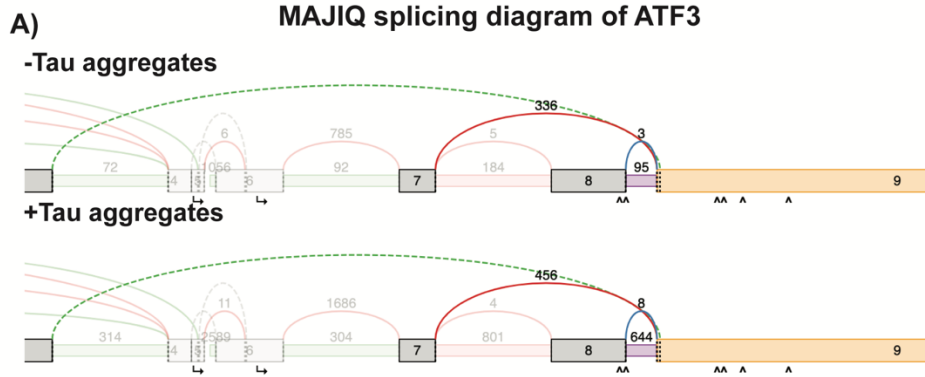 A)
MAJIQ splicing diagram of ATF3
-Tau aggregates
336
6 785 5 3
72 1056 92 184 95
4 6 7 8 9
+Tau aggregates
456
11 1686 4 8
314 2589 304 801 644
4 6 7 8 9